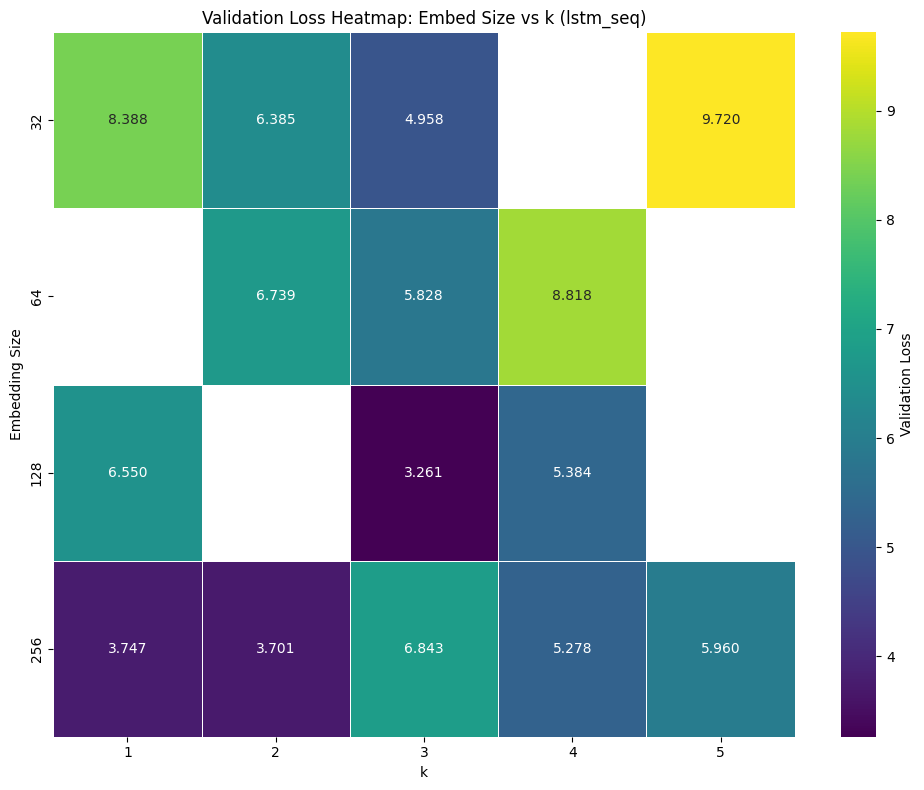 Validation Loss Heatmap: Embed Size vs k (lstm_seq)
Embedding Size
32
8.388 6.385 4.958 9.720
64
6.739 5.828 8.818
128
6.550 3.261 5.384
256
3.747 3.701 6.843 5.278 5.960
1 2 3 4 5
k
9
8
7
6
5
4
Validation Loss